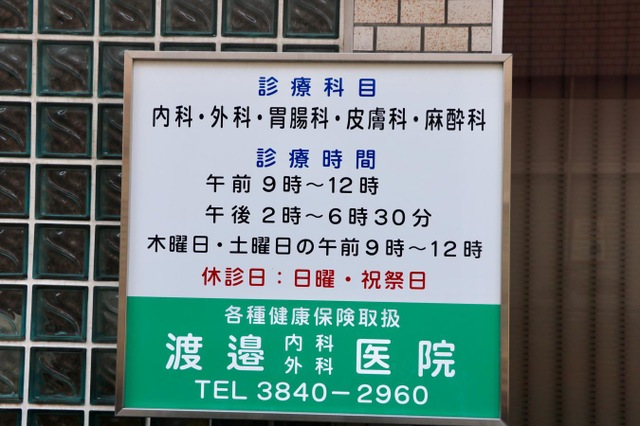 診療科目
内科・外科・胃腸科・皮膚科・麻酔科
診療時間
午前9時～12時
午後2時～6時30分
木曜日・土曜日の午前9時～12時
休診日：日曜・祝祭日
各種健康保険取扱
渡邉内科外科医院
TEL 3840－2960